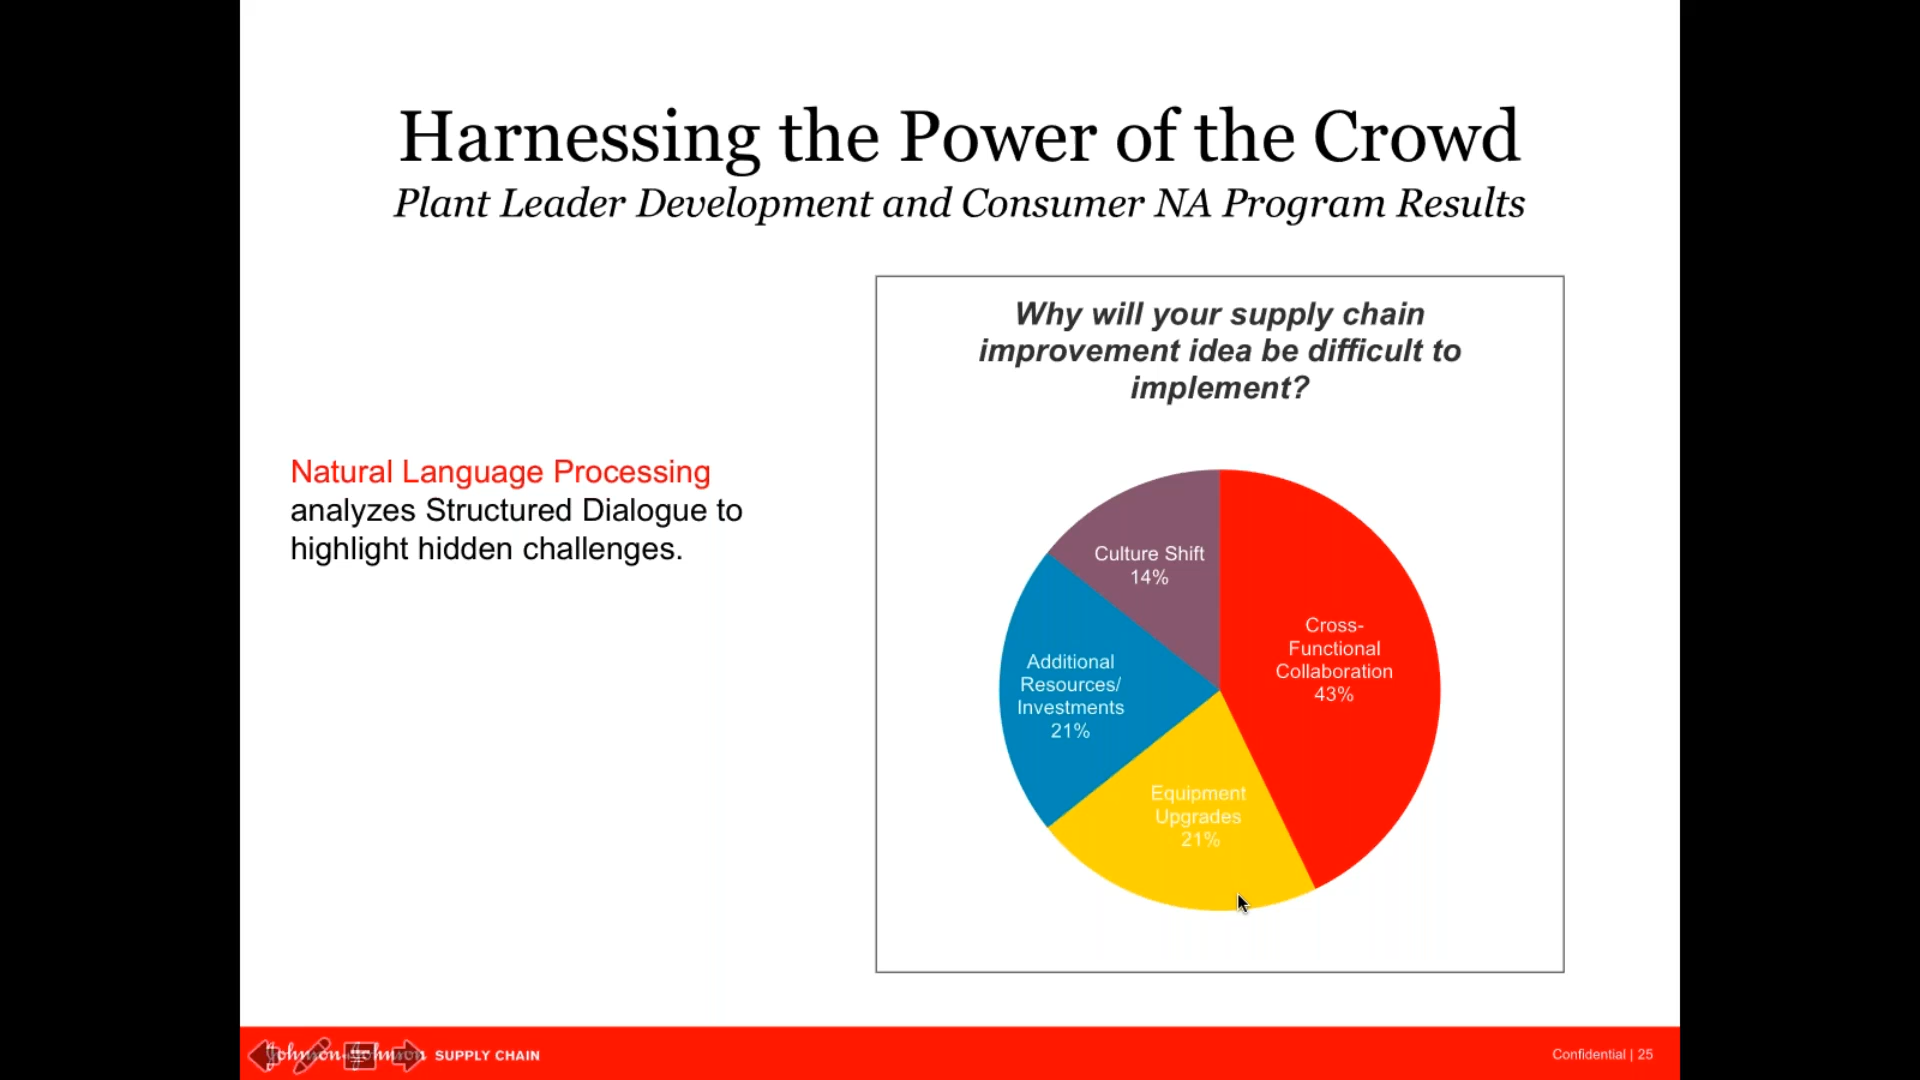 Harnessing the Power of the Crowd
Plant Leader Development and Consumer NA Program Results
Natural Language Processing
analyzes Structured Dialogue to
highlight hidden challenges.
Why will your supply chain
improvement idea be difficult to
implement?
Culture Shift
14%
Cross-
Functional
Collaboration
43%
Additional
Resources/
Investments
21%
Equipment
Upgrades
21%
Johnson & Johnson SUPPLY CHAIN
Confidential | 25